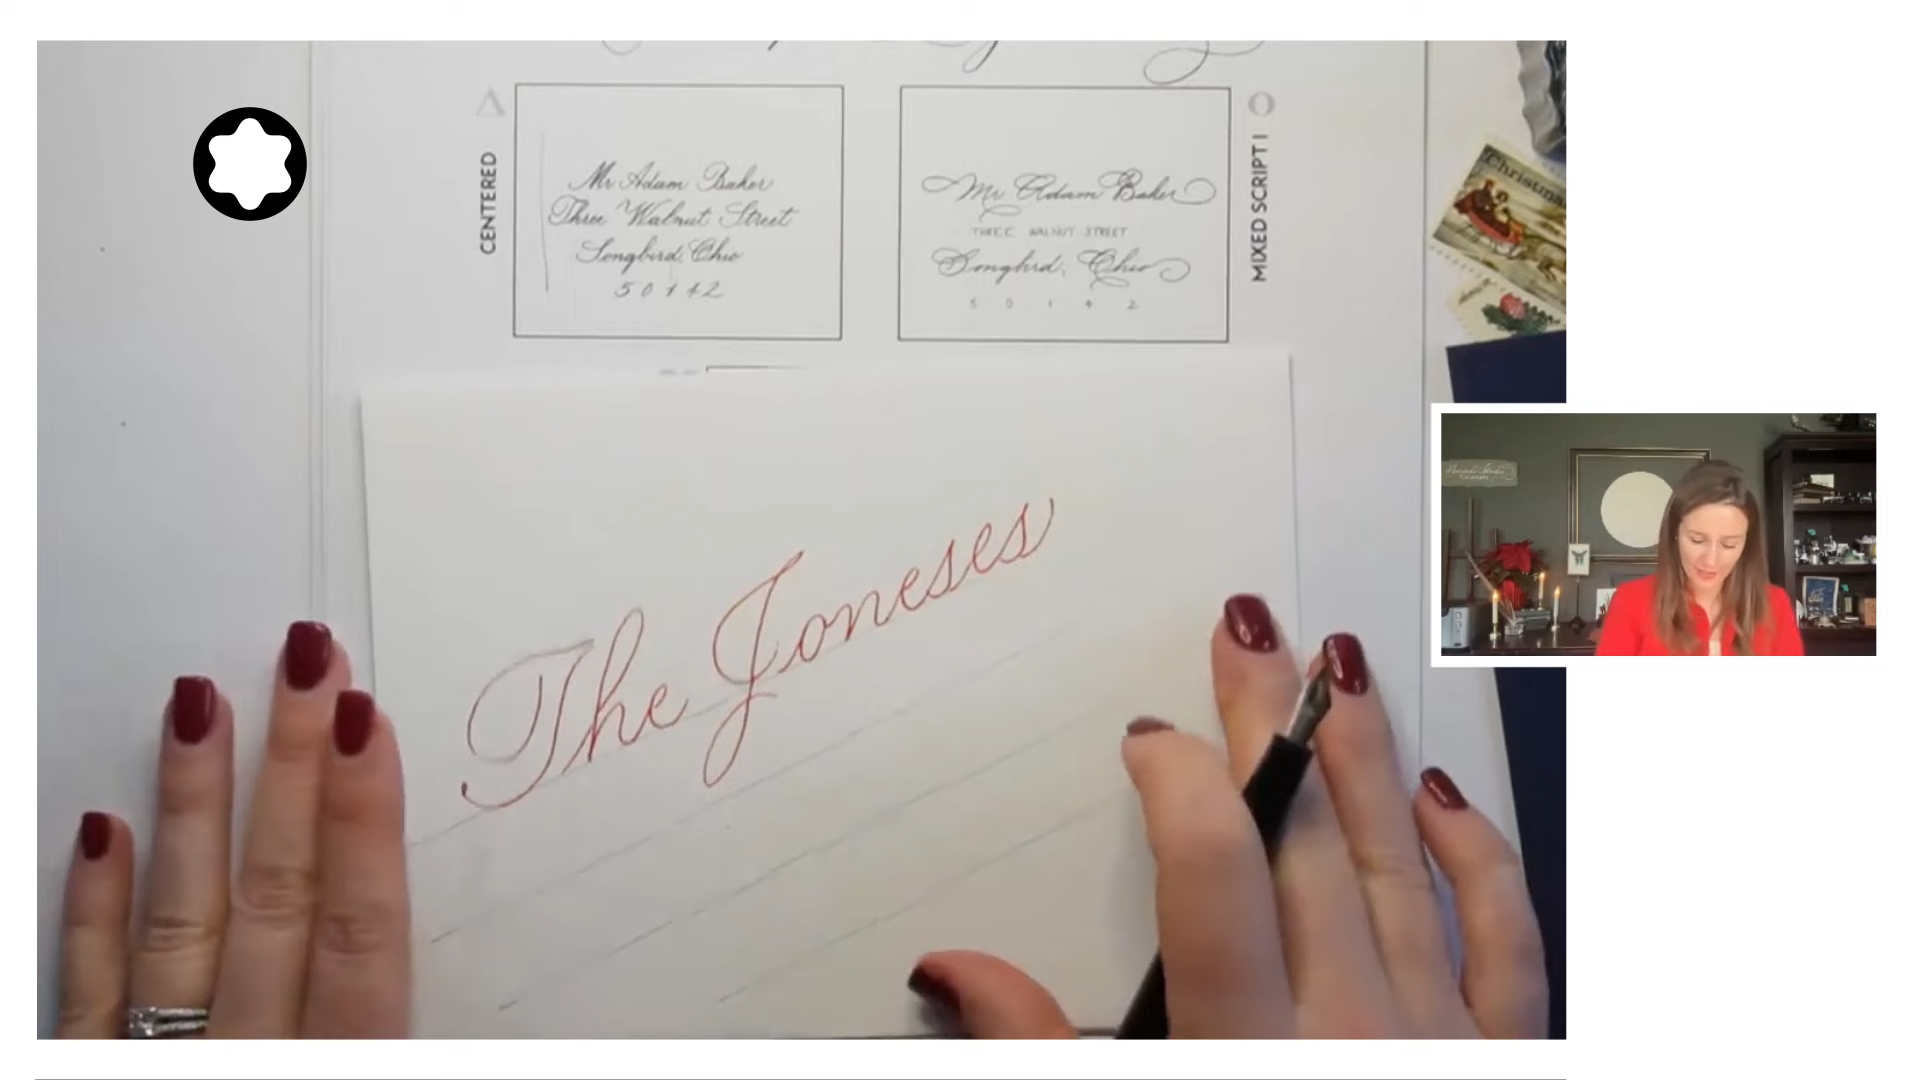 CENTERED
Mr Adam Baker
Three Walnut Street
Songbird, Ohio
50142
MIXED SCRIPT I
Mr Adam Baker
THREE WALNUT STREET
Songbird, Ohio
5 0 1 4 2
Christmas
The Joneses